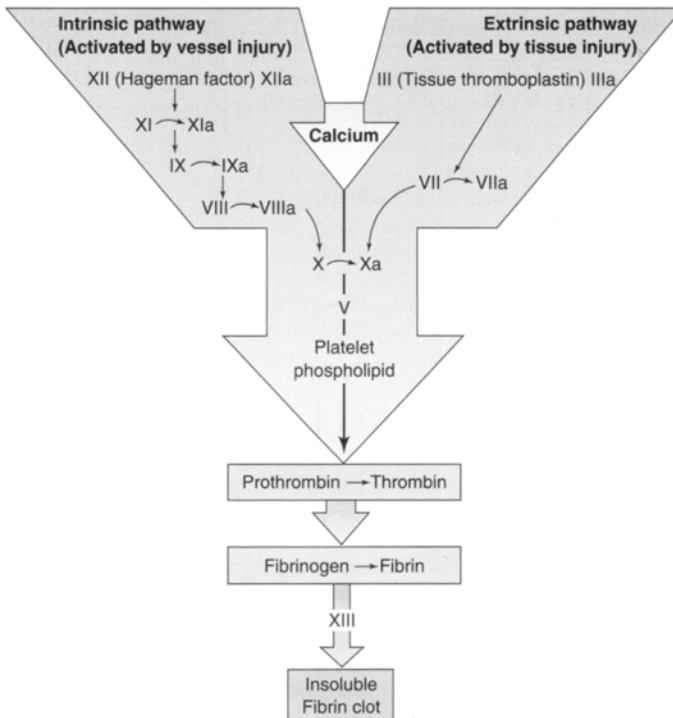 Intrinsic pathway
(Activated by vessel injury)
XII (Hageman factor) XIIa
XI XIa
IX IXa
VIII VIIIa
Extrinsic pathway
(Activated by tissue injury)
III (Tissue thromboplastin) IIIa
VII VIIa
Calcium
X Xa
V
Platelet
phospholipid
Prothrombin Thrombin
Fibrinogen Fibrin
XIII
Insoluble
Fibrin clot